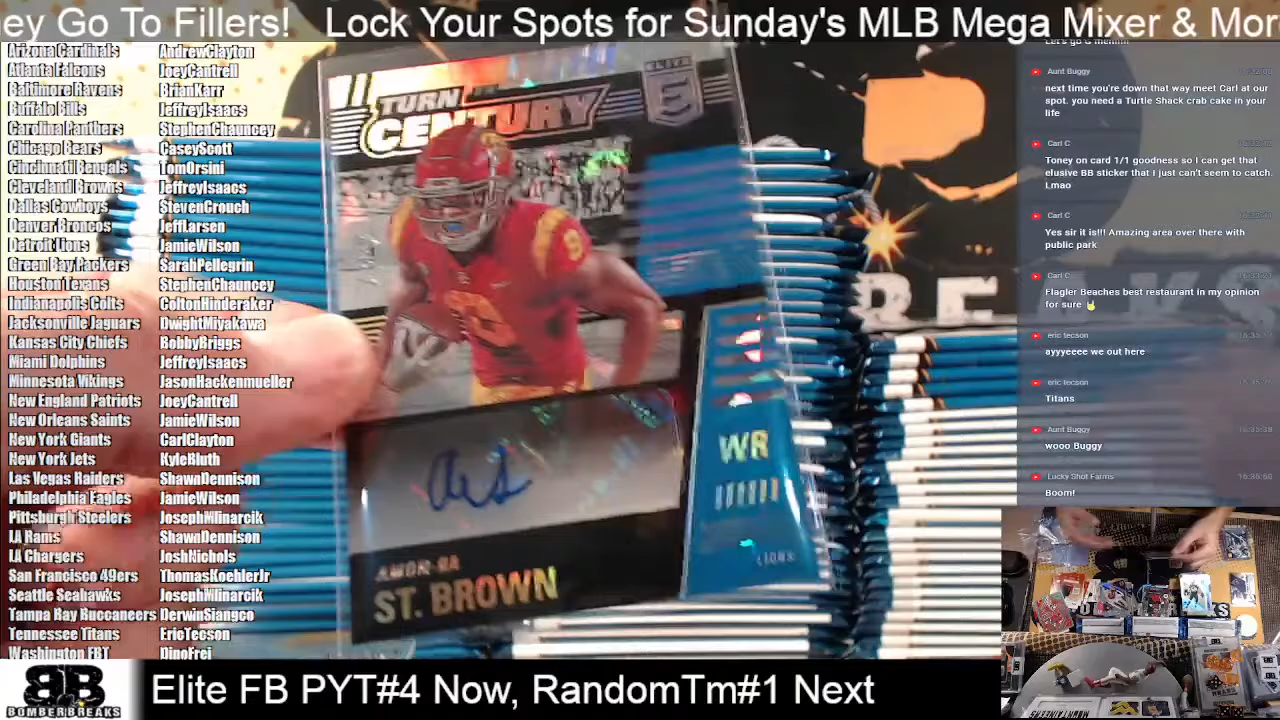 ey Go To Fillers! Lock Your Spots for Sunday's MLB Mega Mixer & Mor
Arizona Cardinals AndrewClayton
Atlanta Falcons JoeyCantrell
Baltimore Ravens BrianKarr
Buffalo Bills JeffreyIsaacs
Carolina Panthers StephenChauncey
Chicago Bears CaseyScott
Cincinnati Bengals TomOrsini
Cleveland Browns JeffreyIsaacs
Dallas Cowboys StevenCrouch
Denver Broncos JeffLarsen
Detroit Lions JamieWilson
Green Bay Packers SarahPellegrin
Houston Texans StephenChauncey
Indianapolis Colts ColtonHinderaker
Jacksonville Jaguars DwightMiyakawa
Kansas City Chiefs BobbyBriggs
Miami Dolphins JeffreyIsaacs
Minnesota Vikings JasonHackenmueller
New England Patriots JoeyCantrell
New Orleans Saints JamieWilson
New York Giants CarlClayton
New York Jets KyleBluth
Las Vegas Raiders ShawnDennison
Philadelphia Eagles JamieWilson
Pittsburgh Steelers JosephMlinarcik
LA Rams ShawnDennison
LA Chargers JoshNichols
San Francisco 49ers ThomasKoehlerJr
Seattle Seahawks JosephMlinarcik
Tampa Bay Buccaneers DerwinSiangco
Tennessee Titans EricTecson
Washington FBT DinoFrei
TURN
CENTURY
ELITE
E
9
WR
LIONS
AMON-RA
ST. BROWN
Let's go G mennnn
Aunt Buggy
next time you're down that way meet Carl at our
spot. you need a Turtle Shack crab cake in your
life
Carl C
Toney on card 1/1 goodness so I can get that
elusive BB sticker that I just can't seem to catch.
Lmao
Carl C
Yes sir it is!!! Amazing area over there with
public park
Carl C
Flagler Beaches best restaurant in my opinion
for sure 🤘
eric tecson
ayyyeeee we out here
eric tecson
Titans
Aunt Buggy
wooo Buggy
Lucky Shot Farms
Boom!
BB
BOMBERBREAKS
Elite FB PYT#4 Now, RandomTm#1 Next